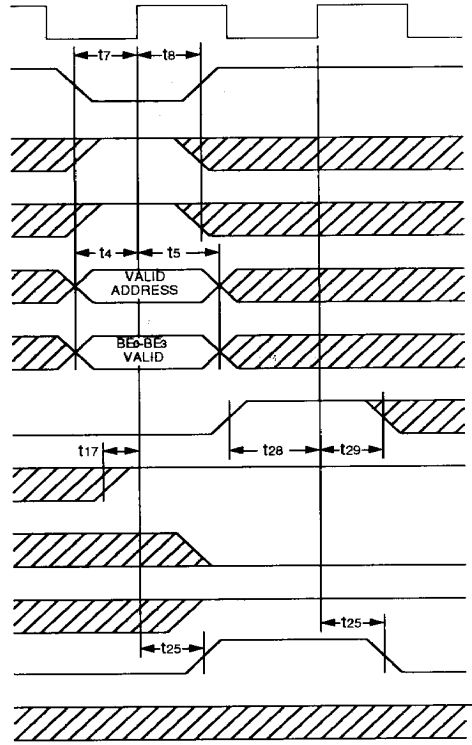 t7 t8
t4 t5
VALID
ADDRESS
BE0-BE3
VALID
t17 t28 t29
t25 t25